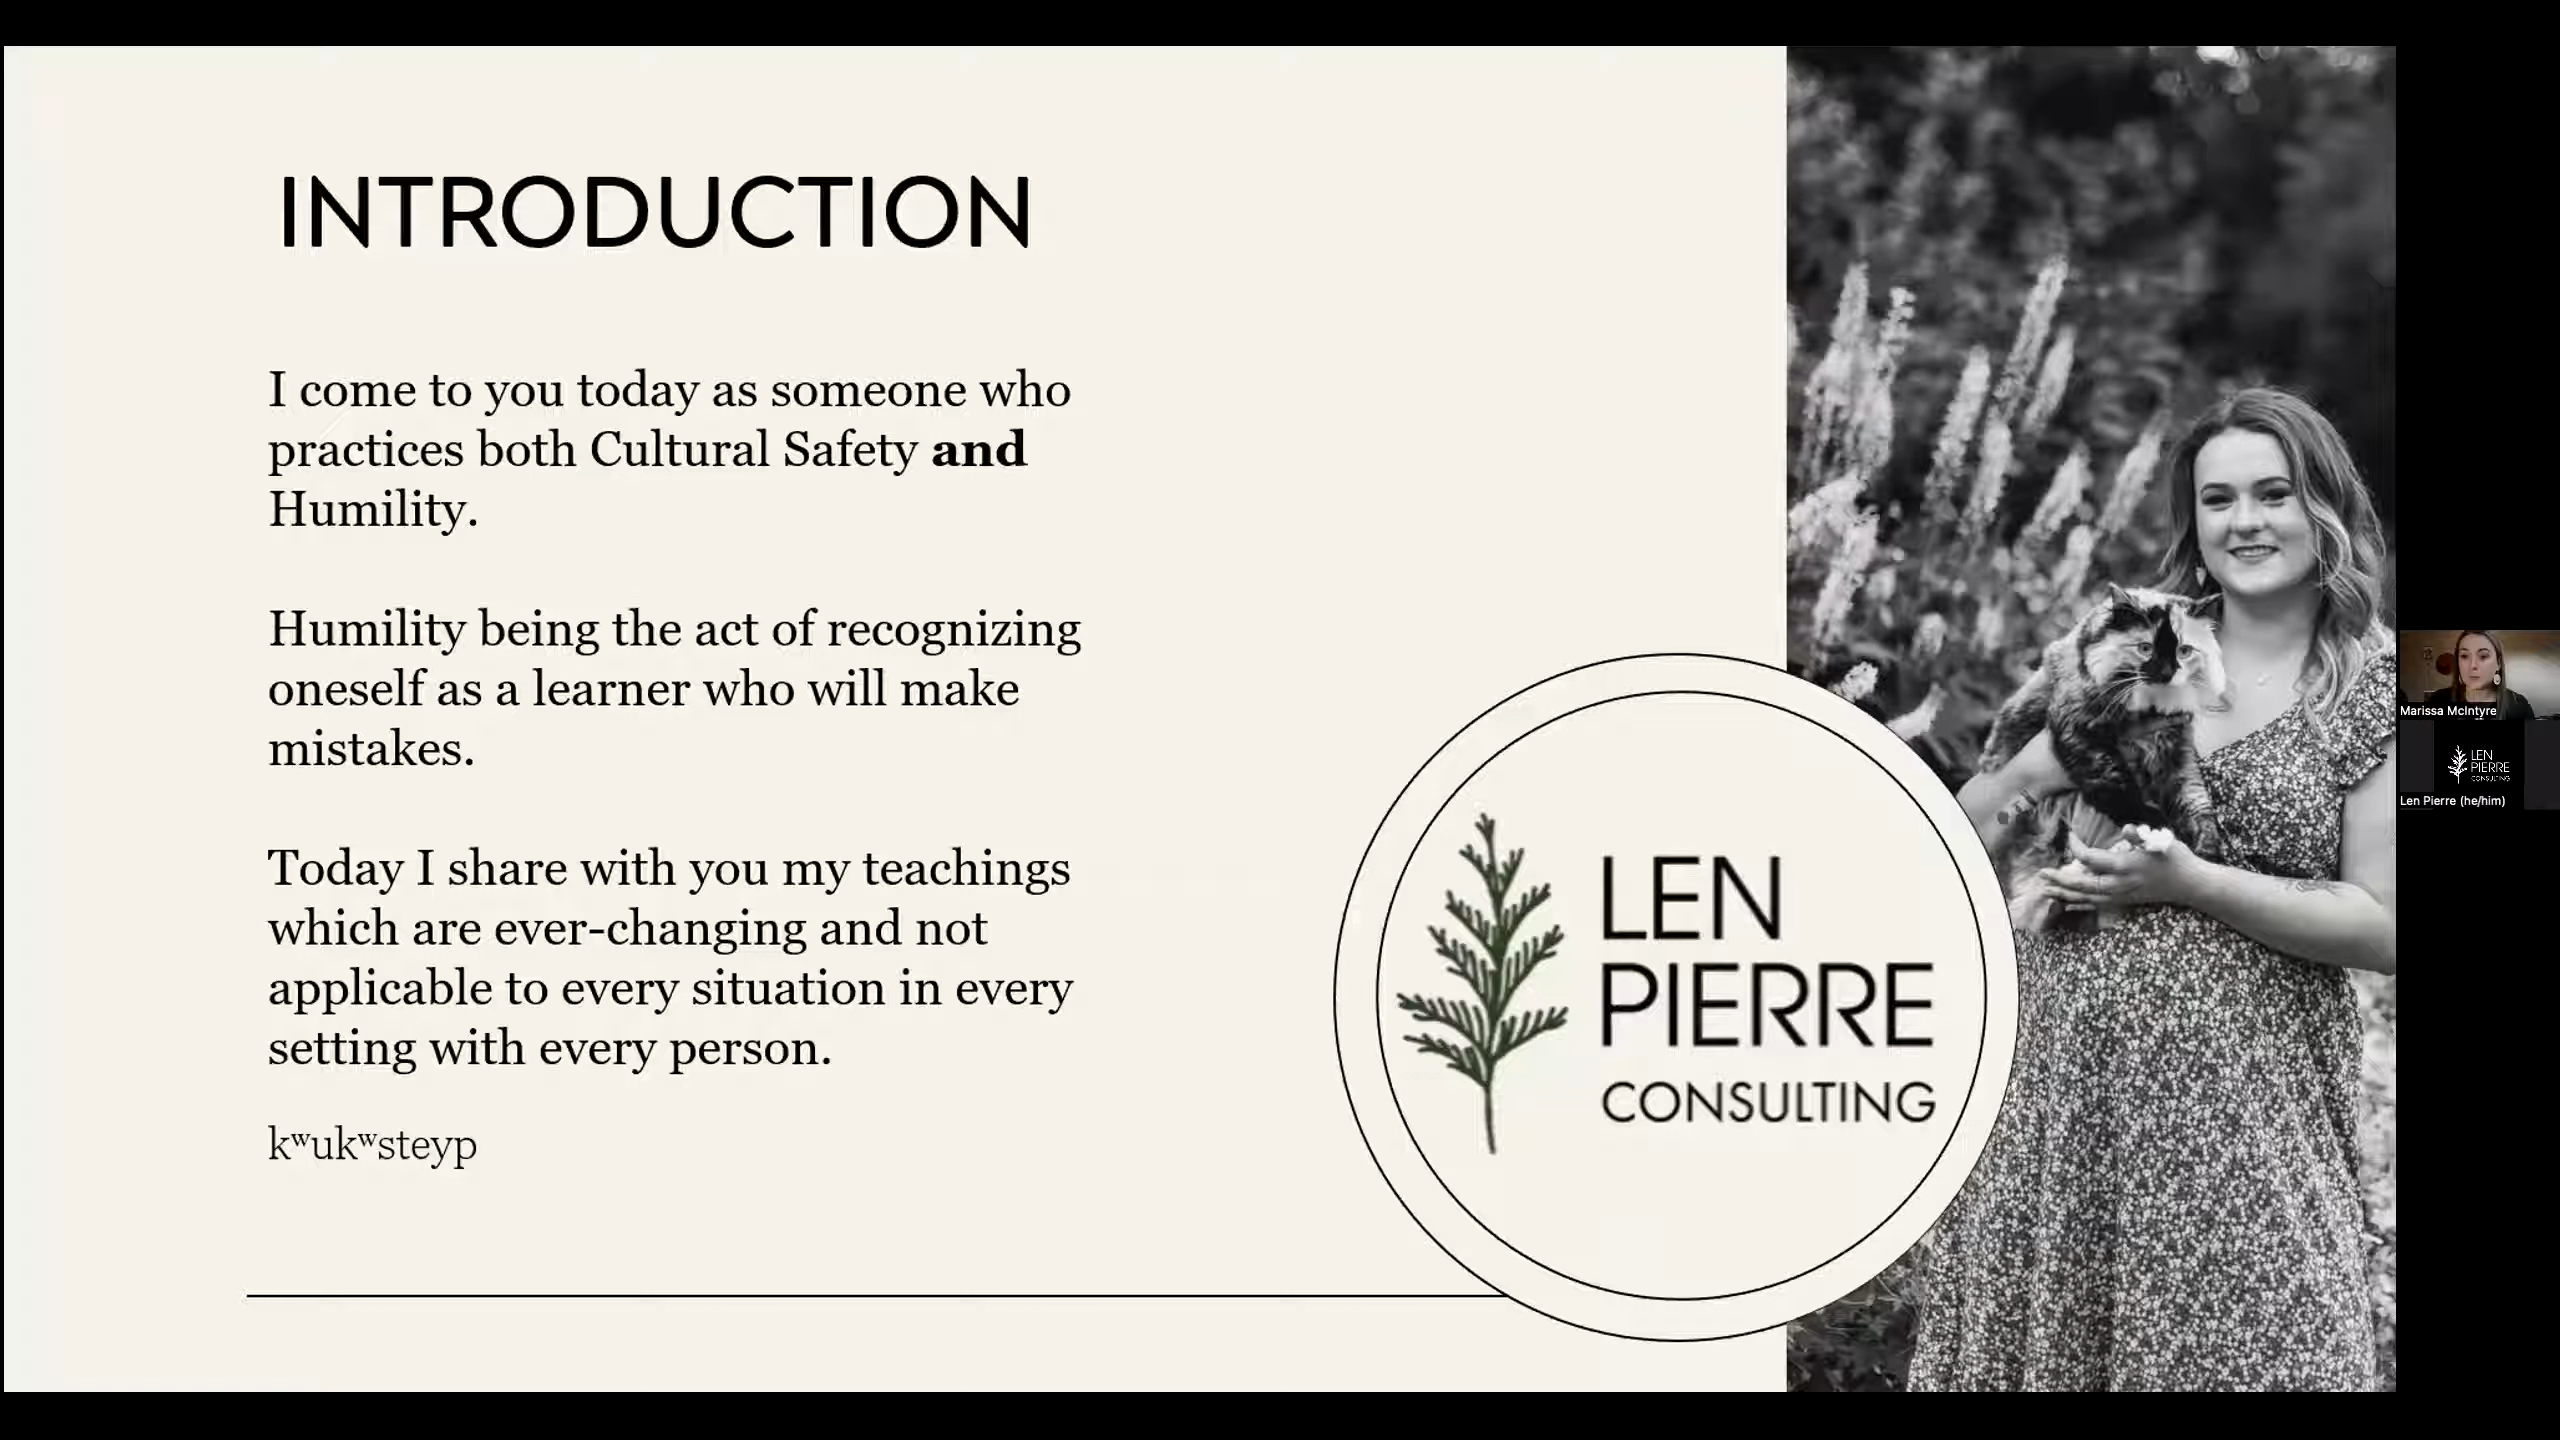 INTRODUCTION
I come to you today as someone who
practices both Cultural Safety and
Humility.
Humility being the act of recognizing
oneself as a learner who will make
mistakes.
Today I share with you my teachings
which are ever-changing and not
applicable to every situation in every
setting with every person.
kʷukʷsteyp
LEN
PIERRE
CONSULTING
Marissa McIntyre
LEN
PIERRE
CONSULTING
Len Pierre (he/him)